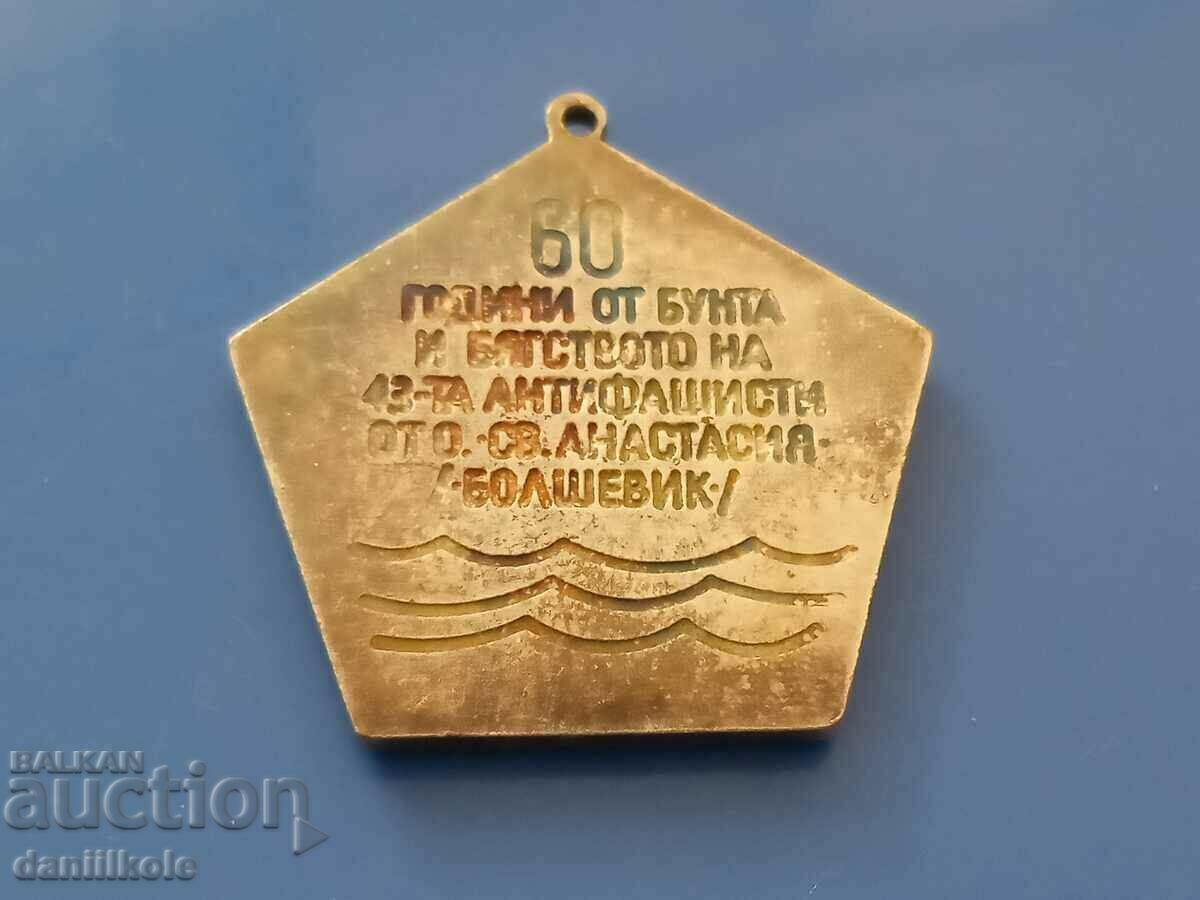 60
ГОДИНИ ОТ БУНТА
И БЯГСТВОТО НА
43-ТА АНТИФАШИСТИ
ОТ О. "СВ. АНАСТАСИЯ"
/"БОЛШЕВИК"/
BALKAN
auction
daniilkole